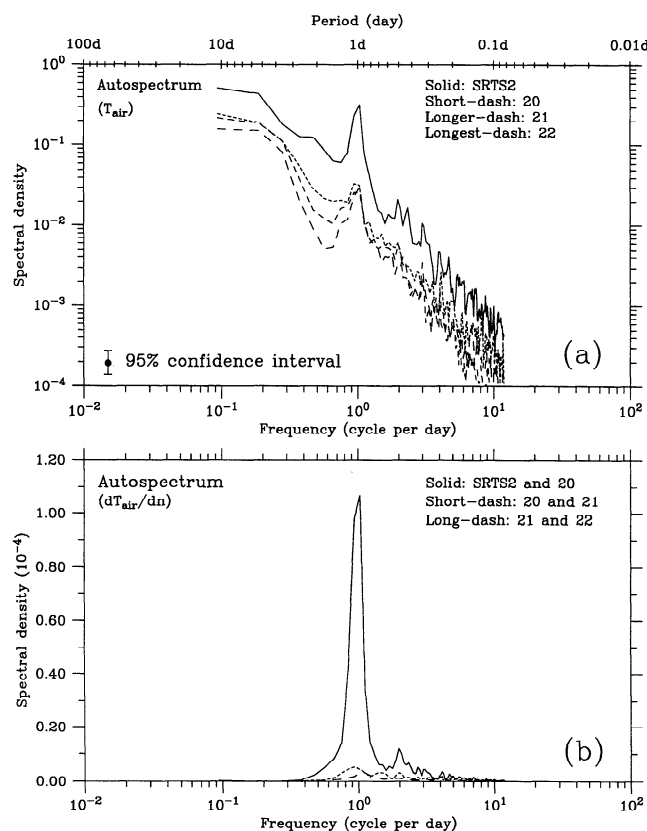 Period (day)
100d 10d 1d 0.1d 0.01d
10^0
10^-1
10^-2
10^-3
10^-4
Spectral density
Autospectrum
(T_air)
Solid: SRTS2
Short-dash: 20
Longer-dash: 21
Longest-dash: 22
95% confidence interval
(a)
10^-2 10^-1 10^0 10^1 10^2
Frequency (cycle per day)
1.20
1.00
0.80
0.60
0.40
0.20
0.00
Spectral density (10^-4)
Autospectrum
(dT_air/dn)
Solid: SRTS2 and 20
Short-dash: 20 and 21
Long-dash: 21 and 22
(b)
10^-2 10^-1 10^0 10^1 10^2
Frequency (cycle per day)